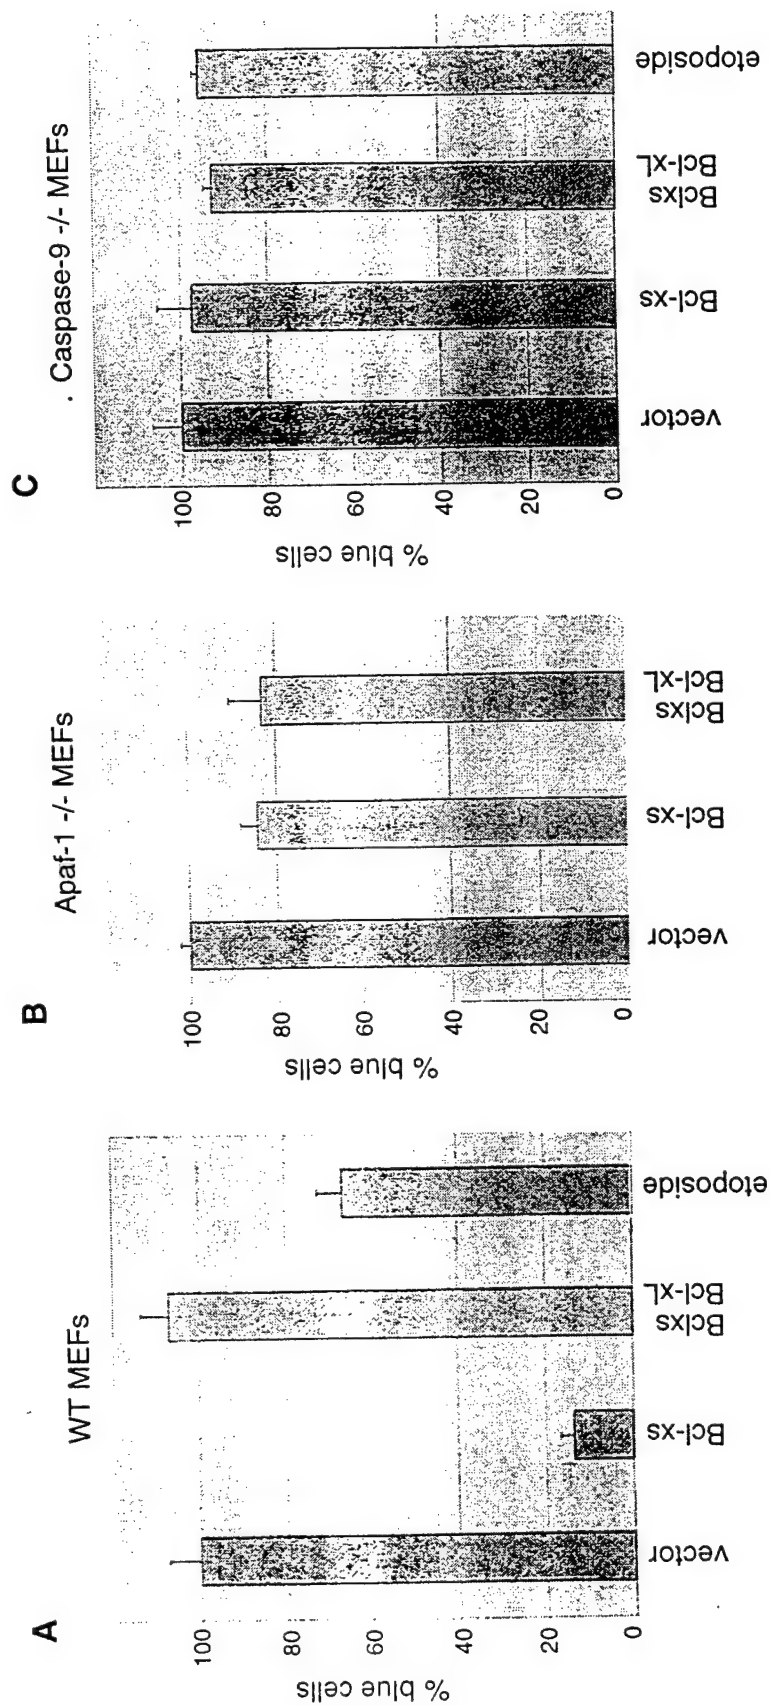 A
WT MEFs
% blue cells
100
80
60
40
20
0
vector
Bcl-xs
Bclxs
Bcl-xL
etoposide
B
Apaf-1 -/- MEFs
% blue cells
100
80
60
40
20
0
vector
Bcl-xs
Bclxs
Bcl-xL
C
Caspase-9 -/- MEFs
% blue cells
100
80
60
40
20
0
vector
Bcl-xs
Bclxs
Bcl-xL
etoposide